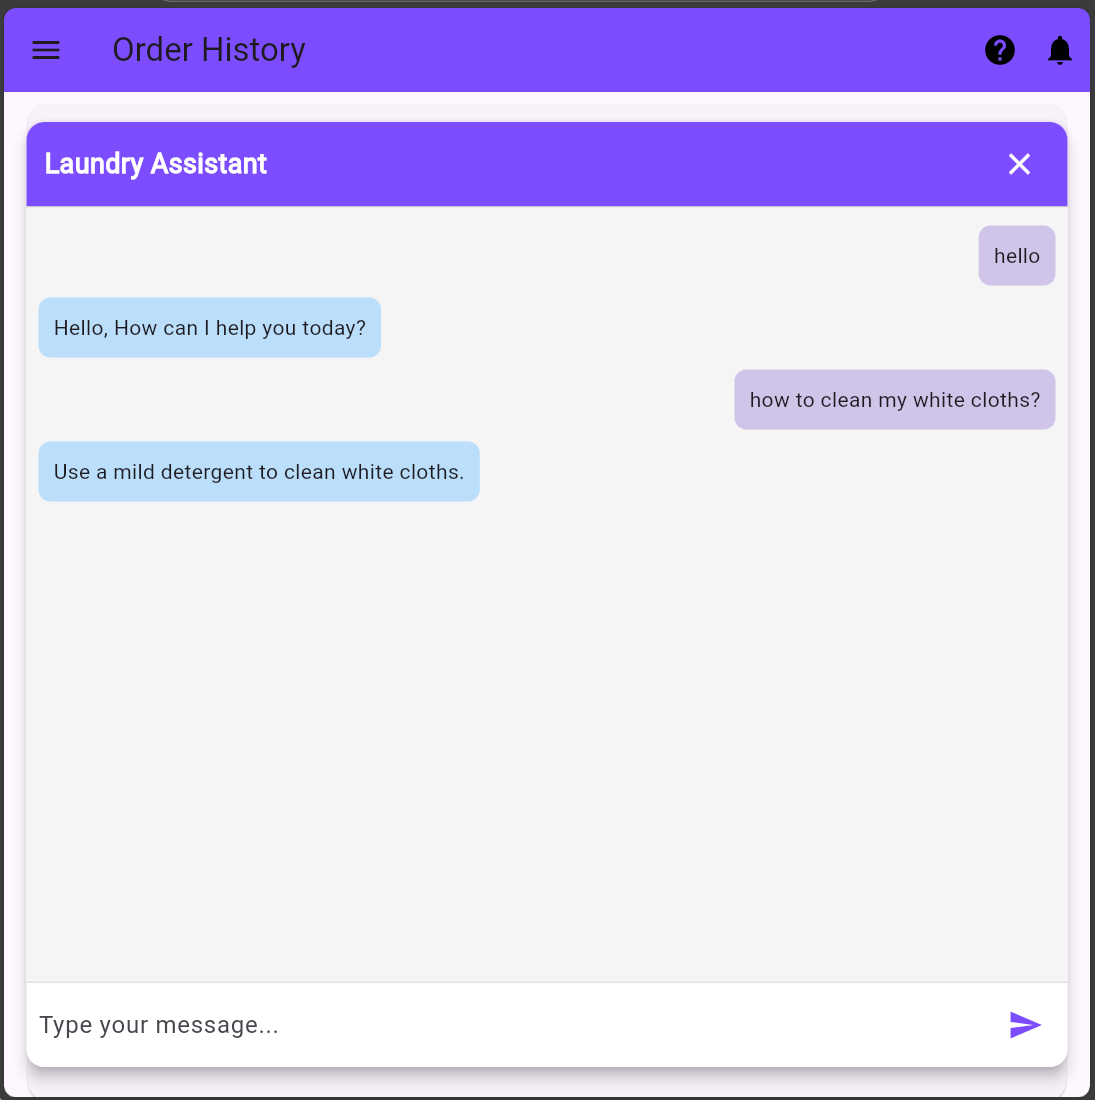 Order History
Laundry Assistant
hello
Hello, How can I help you today?
how to clean my white cloths?
Use a mild detergent to clean white cloths.
Type your message...